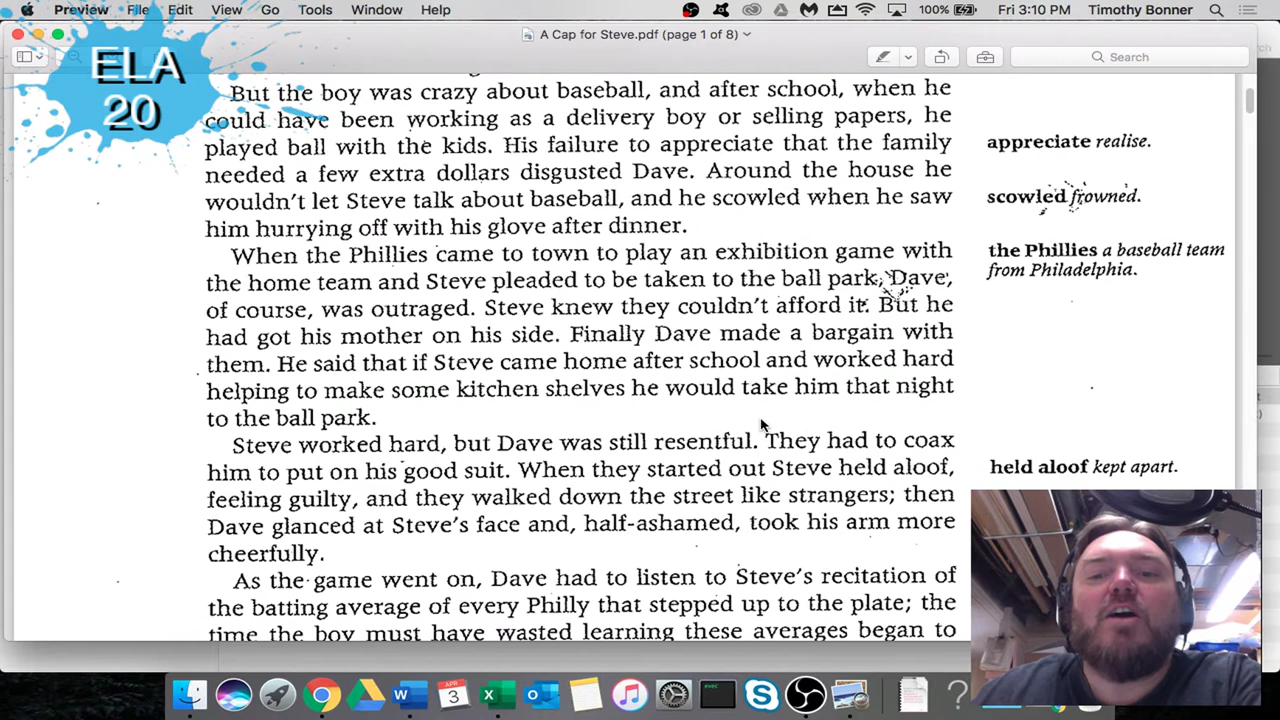 Preview File Edit View Go Tools Window Help
100% Fri 3:10 PM Timothy Bonner
A Cap for Steve.pdf (page 1 of 8)
Search
ELA
20
But the boy was crazy about baseball, and after school, when he
could have been working as a delivery boy or selling papers, he
played ball with the kids. His failure to appreciate that the family
needed a few extra dollars disgusted Dave. Around the house he
wouldn't let Steve talk about baseball, and he scowled when he saw
him hurrying off with his glove after dinner.
When the Phillies came to town to play an exhibition game with
the home team and Steve pleaded to be taken to the ball park, Dave,
of course, was outraged. Steve knew they couldn't afford it. But he
had got his mother on his side. Finally Dave made a bargain with
them. He said that if Steve came home after school and worked hard
helping to make some kitchen shelves he would take him that night
to the ball park.
Steve worked hard, but Dave was still resentful. They had to coax
him to put on his good suit. When they started out Steve held aloof,
feeling guilty, and they walked down the street like strangers; then
Dave glanced at Steve's face and, half-ashamed, took his arm more
cheerfully.
As the game went on, Dave had to listen to Steve's recitation of
the batting average of every Philly that stepped up to the plate; the
time the boy must have wasted learning these averages began to
appreciate realise.
scowled frowned.
the Phillies a baseball team
from Philadelphia.
held aloof kept apart.
APR
3